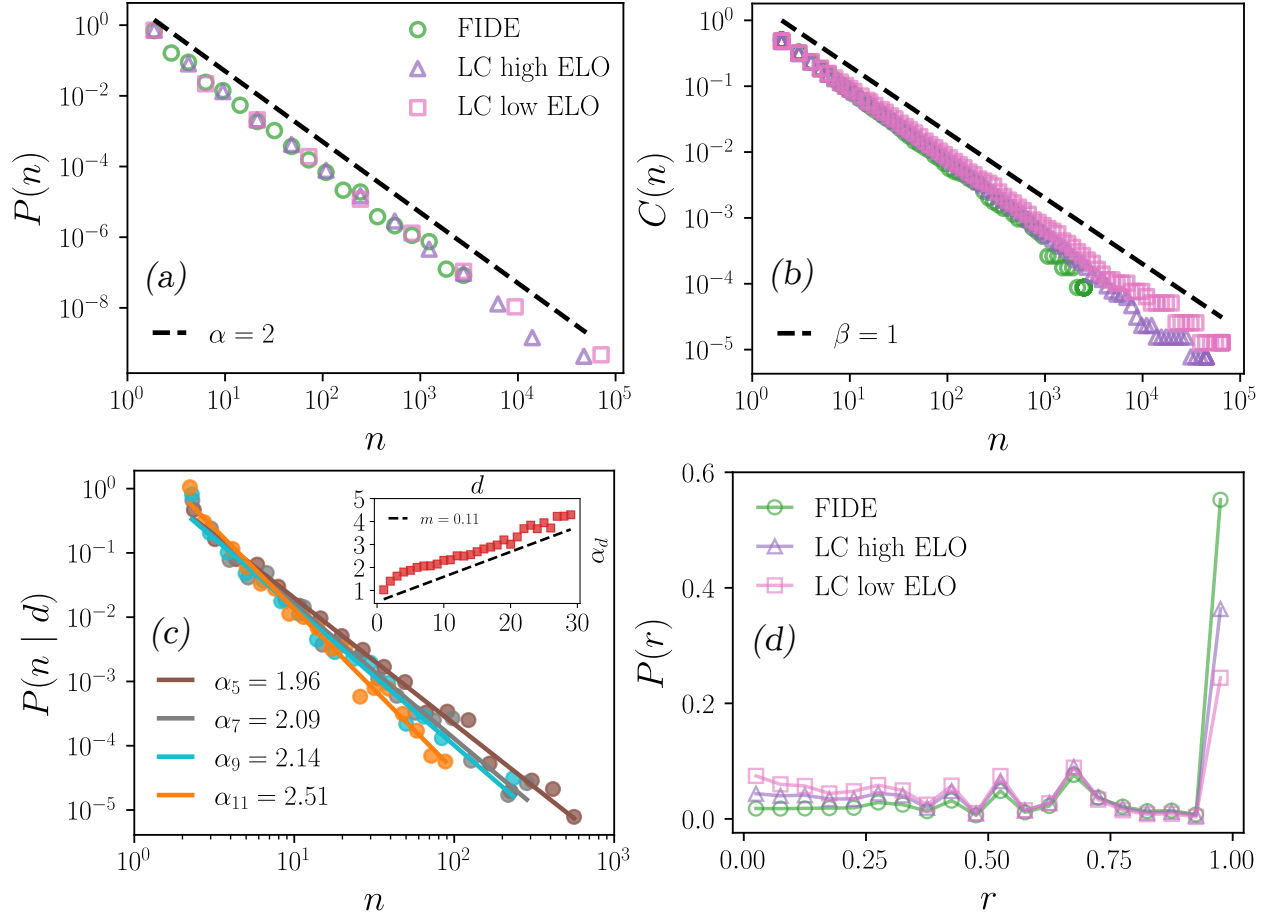 10^0
10^{-2}
10^{-4}
10^{-6}
10^{-8}
P(n)
FIDE
LC high ELO
LC low ELO
(a)
α = 2
10^0 10^1 10^2 10^3 10^4 10^5
n
10^0
10^{-1}
10^{-2}
10^{-3}
10^{-4}
10^{-5}
C(n)
(b)
β = 1
10^0 10^1 10^2 10^3 10^4 10^5
n
10^0
10^{-1}
10^{-2}
10^{-3}
10^{-4}
10^{-5}
P(n | d)
d
5
4
3
2
1
m = 0.11
α_d
0 10 20 30
(c)
α_5 = 1.96
α_7 = 2.09
α_9 = 2.14
α_{11} = 2.51
10^0 10^1 10^2 10^3
n
0.6
0.4
0.2
0.0
P(r)
FIDE
LC high ELO
LC low ELO
(d)
0.00 0.25 0.50 0.75 1.00
r